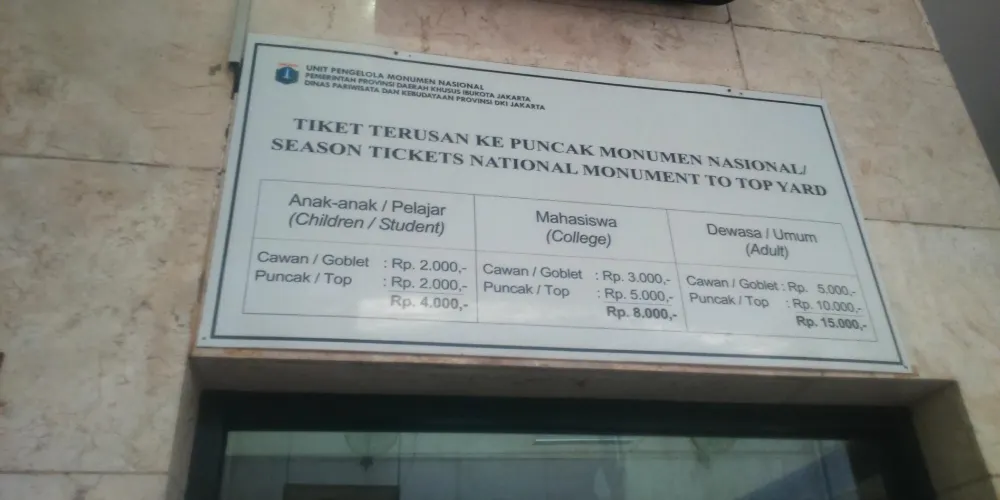 UNIT PENGELOLA MONUMEN NASIONAL
PEMERINTAN PROVINSI DAERAH KHUSUS IBUKOTA JAKARTA
DINAS PARIWISATA DAN KEBUDAYAAN PROVINSI DKI JAKARTA
TIKET TERUSAN KE PUNCAK MONUMEN NASIONAL/
SEASON TICKETS NATIONAL MONUMENT TO TOP YARD
Anak-anak / Pelajar
(Children / Student)
Cawan / Goblet : Rp. 2.000,-
Puncak / Top : Rp. 2.000,-
Rp. 4.000,-
Mahasiswa
(College)
Cawan / Goblet : Rp. 3.000,-
Puncak / Top : Rp. 5.000,-
Rp. 8.000,-
Dewasa / Umum
(Adult)
Cawan / Goblet : Rp. 5.000,-
Puncak / Top : Rp. 10.000,-
Rp. 15.000,-